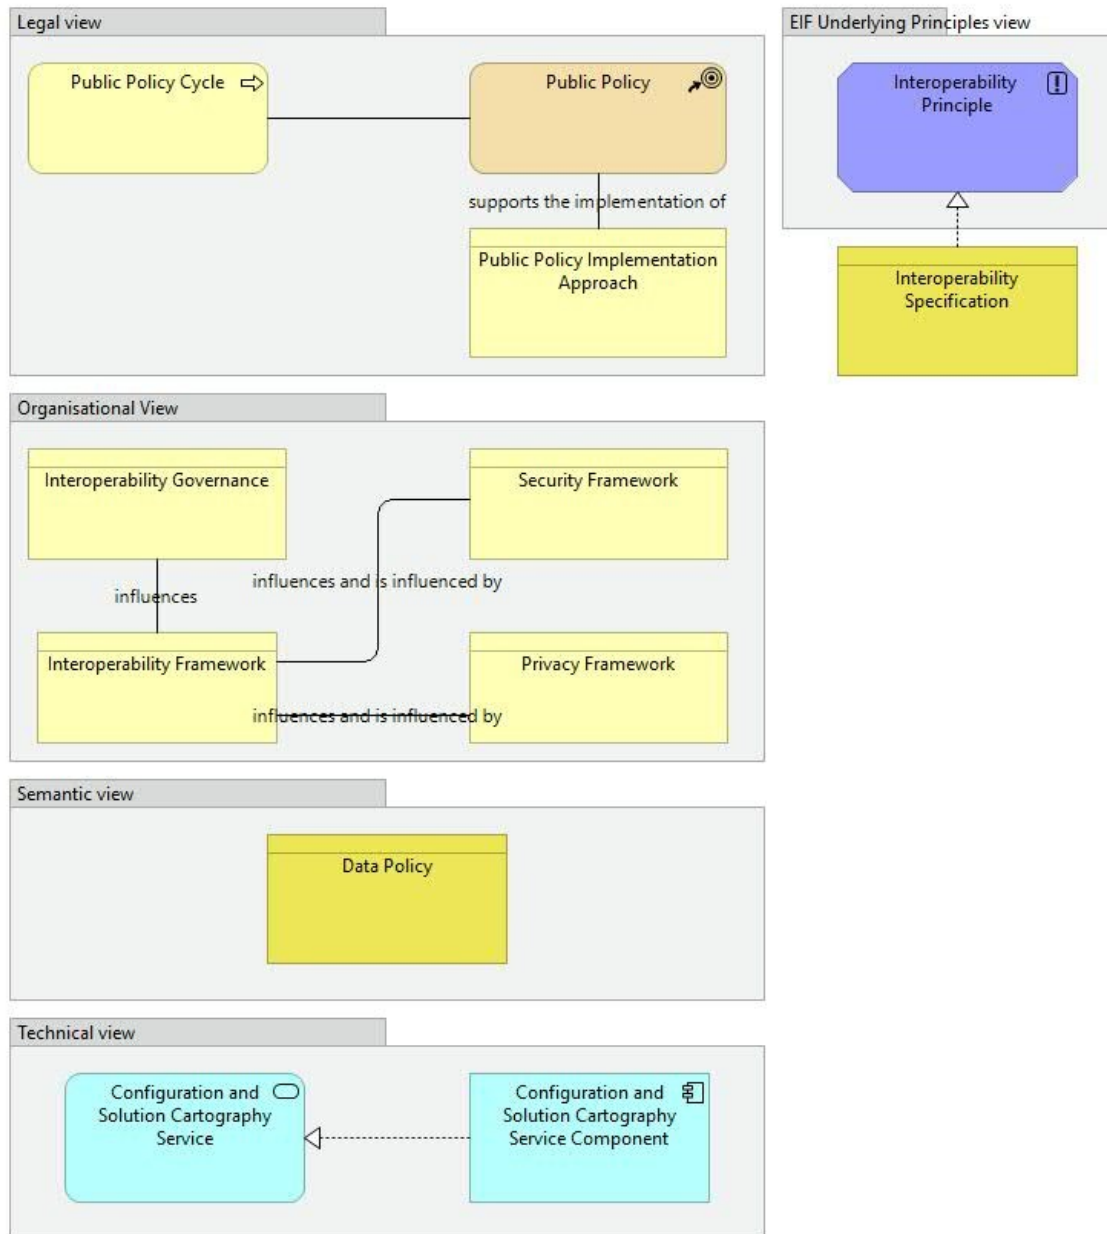 Legal view
Public Policy Cycle
Public Policy
supports the implementation of
Public Policy Implementation
Approach
EIF Underlying Principles view
Interoperability
Principle
Interoperability
Specification
Organisational View
Interoperability Governance
Security Framework
influences and is influenced by
influences
Interoperability Framework
Privacy Framework
influences and is influenced by
Semantic view
Data Policy
Technical view
Configuration and
Solution Cartography
Service
Configuration and
Solution Cartography
Service Component